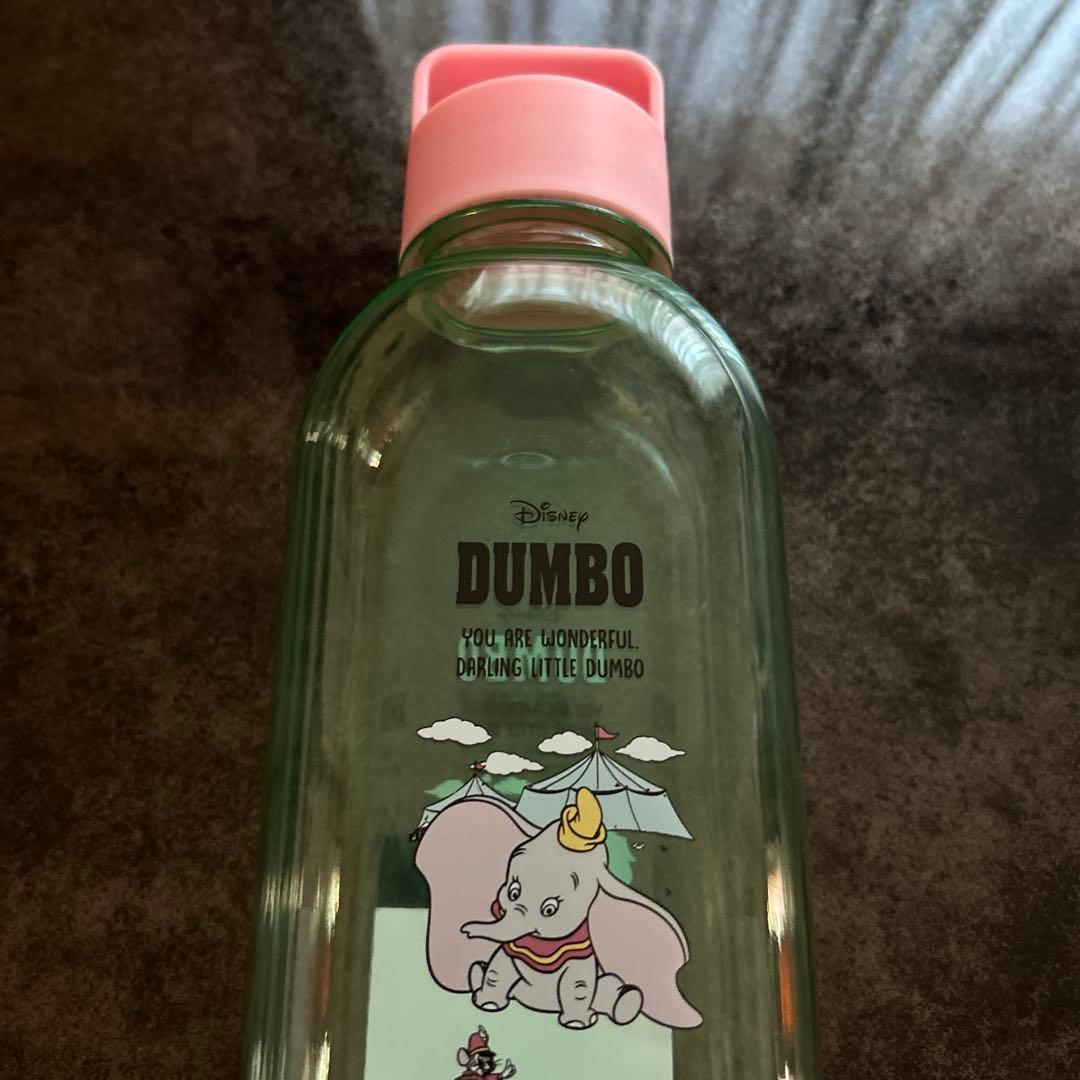 Disney
DUMBO
YOU ARE WONDERFUL.
DARLING LITTLE DUMBO